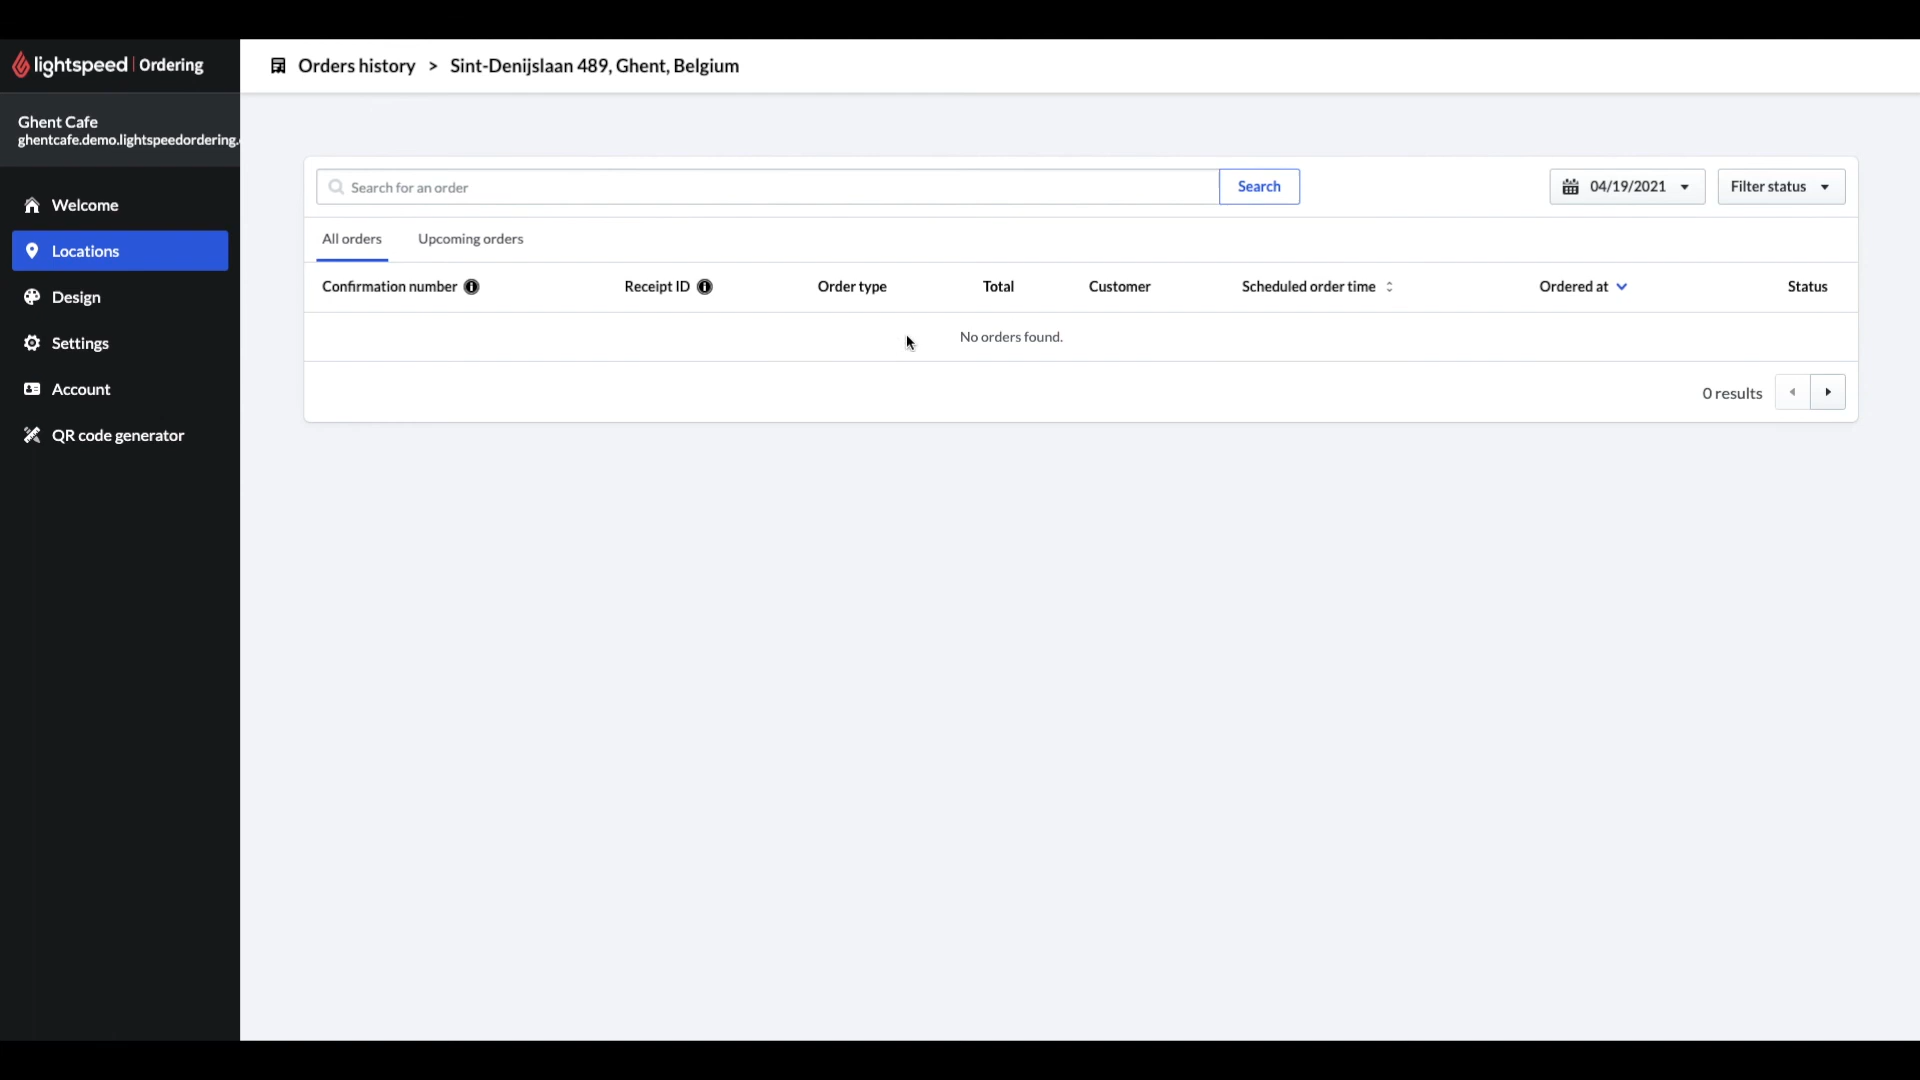 lightspeed Ordering
Orders history > Sint-Denijslaan 489, Ghent, Belgium
Ghent Cafe
ghentcafe.demo.lightspeedordering.
Welcome
Locations
Design
Settings
Account
QR code generator
Search for an order
Search
04/19/2021
Filter status
All orders
Upcoming orders
Confirmation number
Receipt ID
Order type
Total
Customer
Scheduled order time
Ordered at
Status
No orders found.
0 results